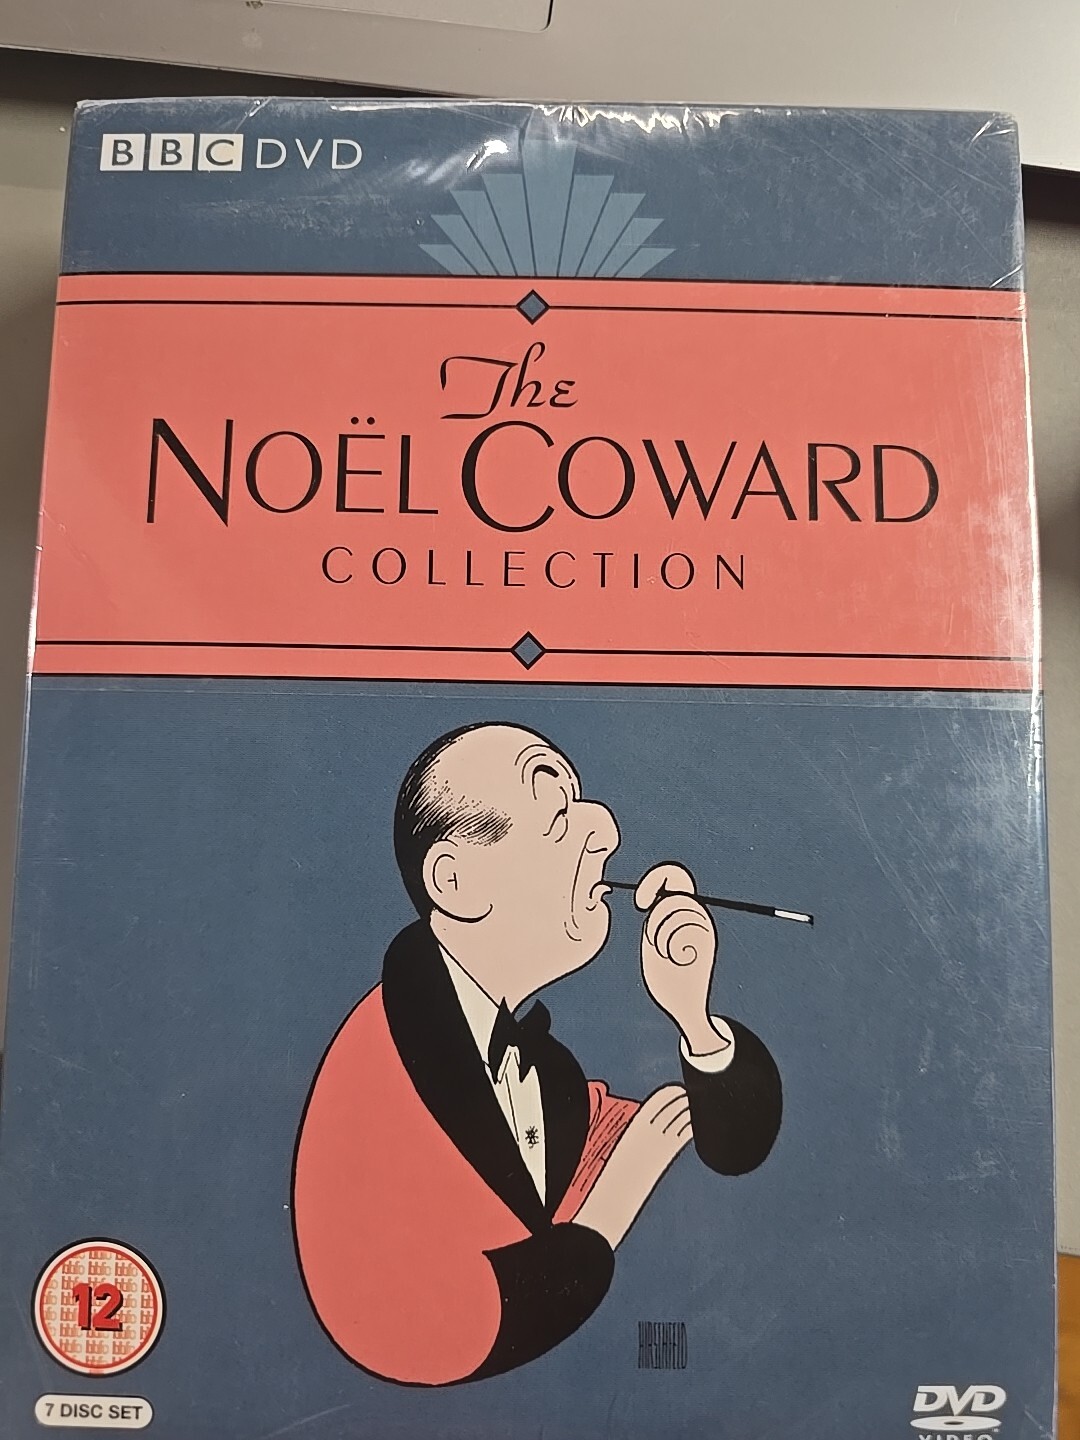 BBC DVD
The
NOËL COWARD
COLLECTION
HIRSCHFELD
12
7 DISC SET
DVD
VIDEO